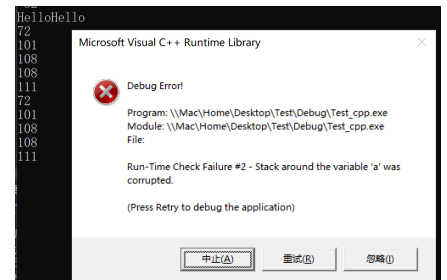 HelloHello
72
101
108
108
111
72
101
108
108
111
Microsoft Visual C++ Runtime Library
Debug Error!
Program: \\Mac\Home\Desktop\Test\Debug\Test_cpp.exe
Module: \\Mac\Home\Desktop\Test\Debug\Test_cpp.exe
File:
Run-Time Check Failure #2 - Stack around the variable 'a' was
corrupted.
(Press Retry to debug the application)
中止(A)
重试(R)
忽略(I)